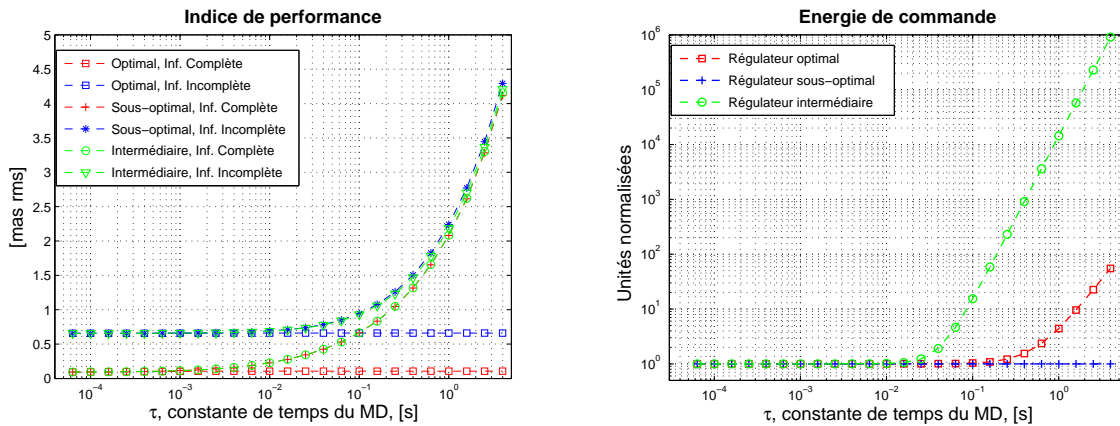 Indice de performance
5
4.5
4
3.5
3
2.5
2
1.5
1
0.5
0
[mas rms]
Optimal, Inf. Complète
Optimal, Inf. Incomplète
Sous−optimal, Inf. Complète
Sous−optimal, Inf. Incomplète
Intermédiaire, Inf. Complète
Intermédiaire, Inf. Incomplète
10−4
10−3
10−2
10−1
100
τ, constante de temps du MD, [s]
Energie de commande
106
105
104
103
102
101
100
Unités normalisées
Régulateur optimal
Régulateur sous−optimal
Régulateur intermédiaire
10−4
10−3
10−2
10−1
100
τ, constante de temps du MD, [s]